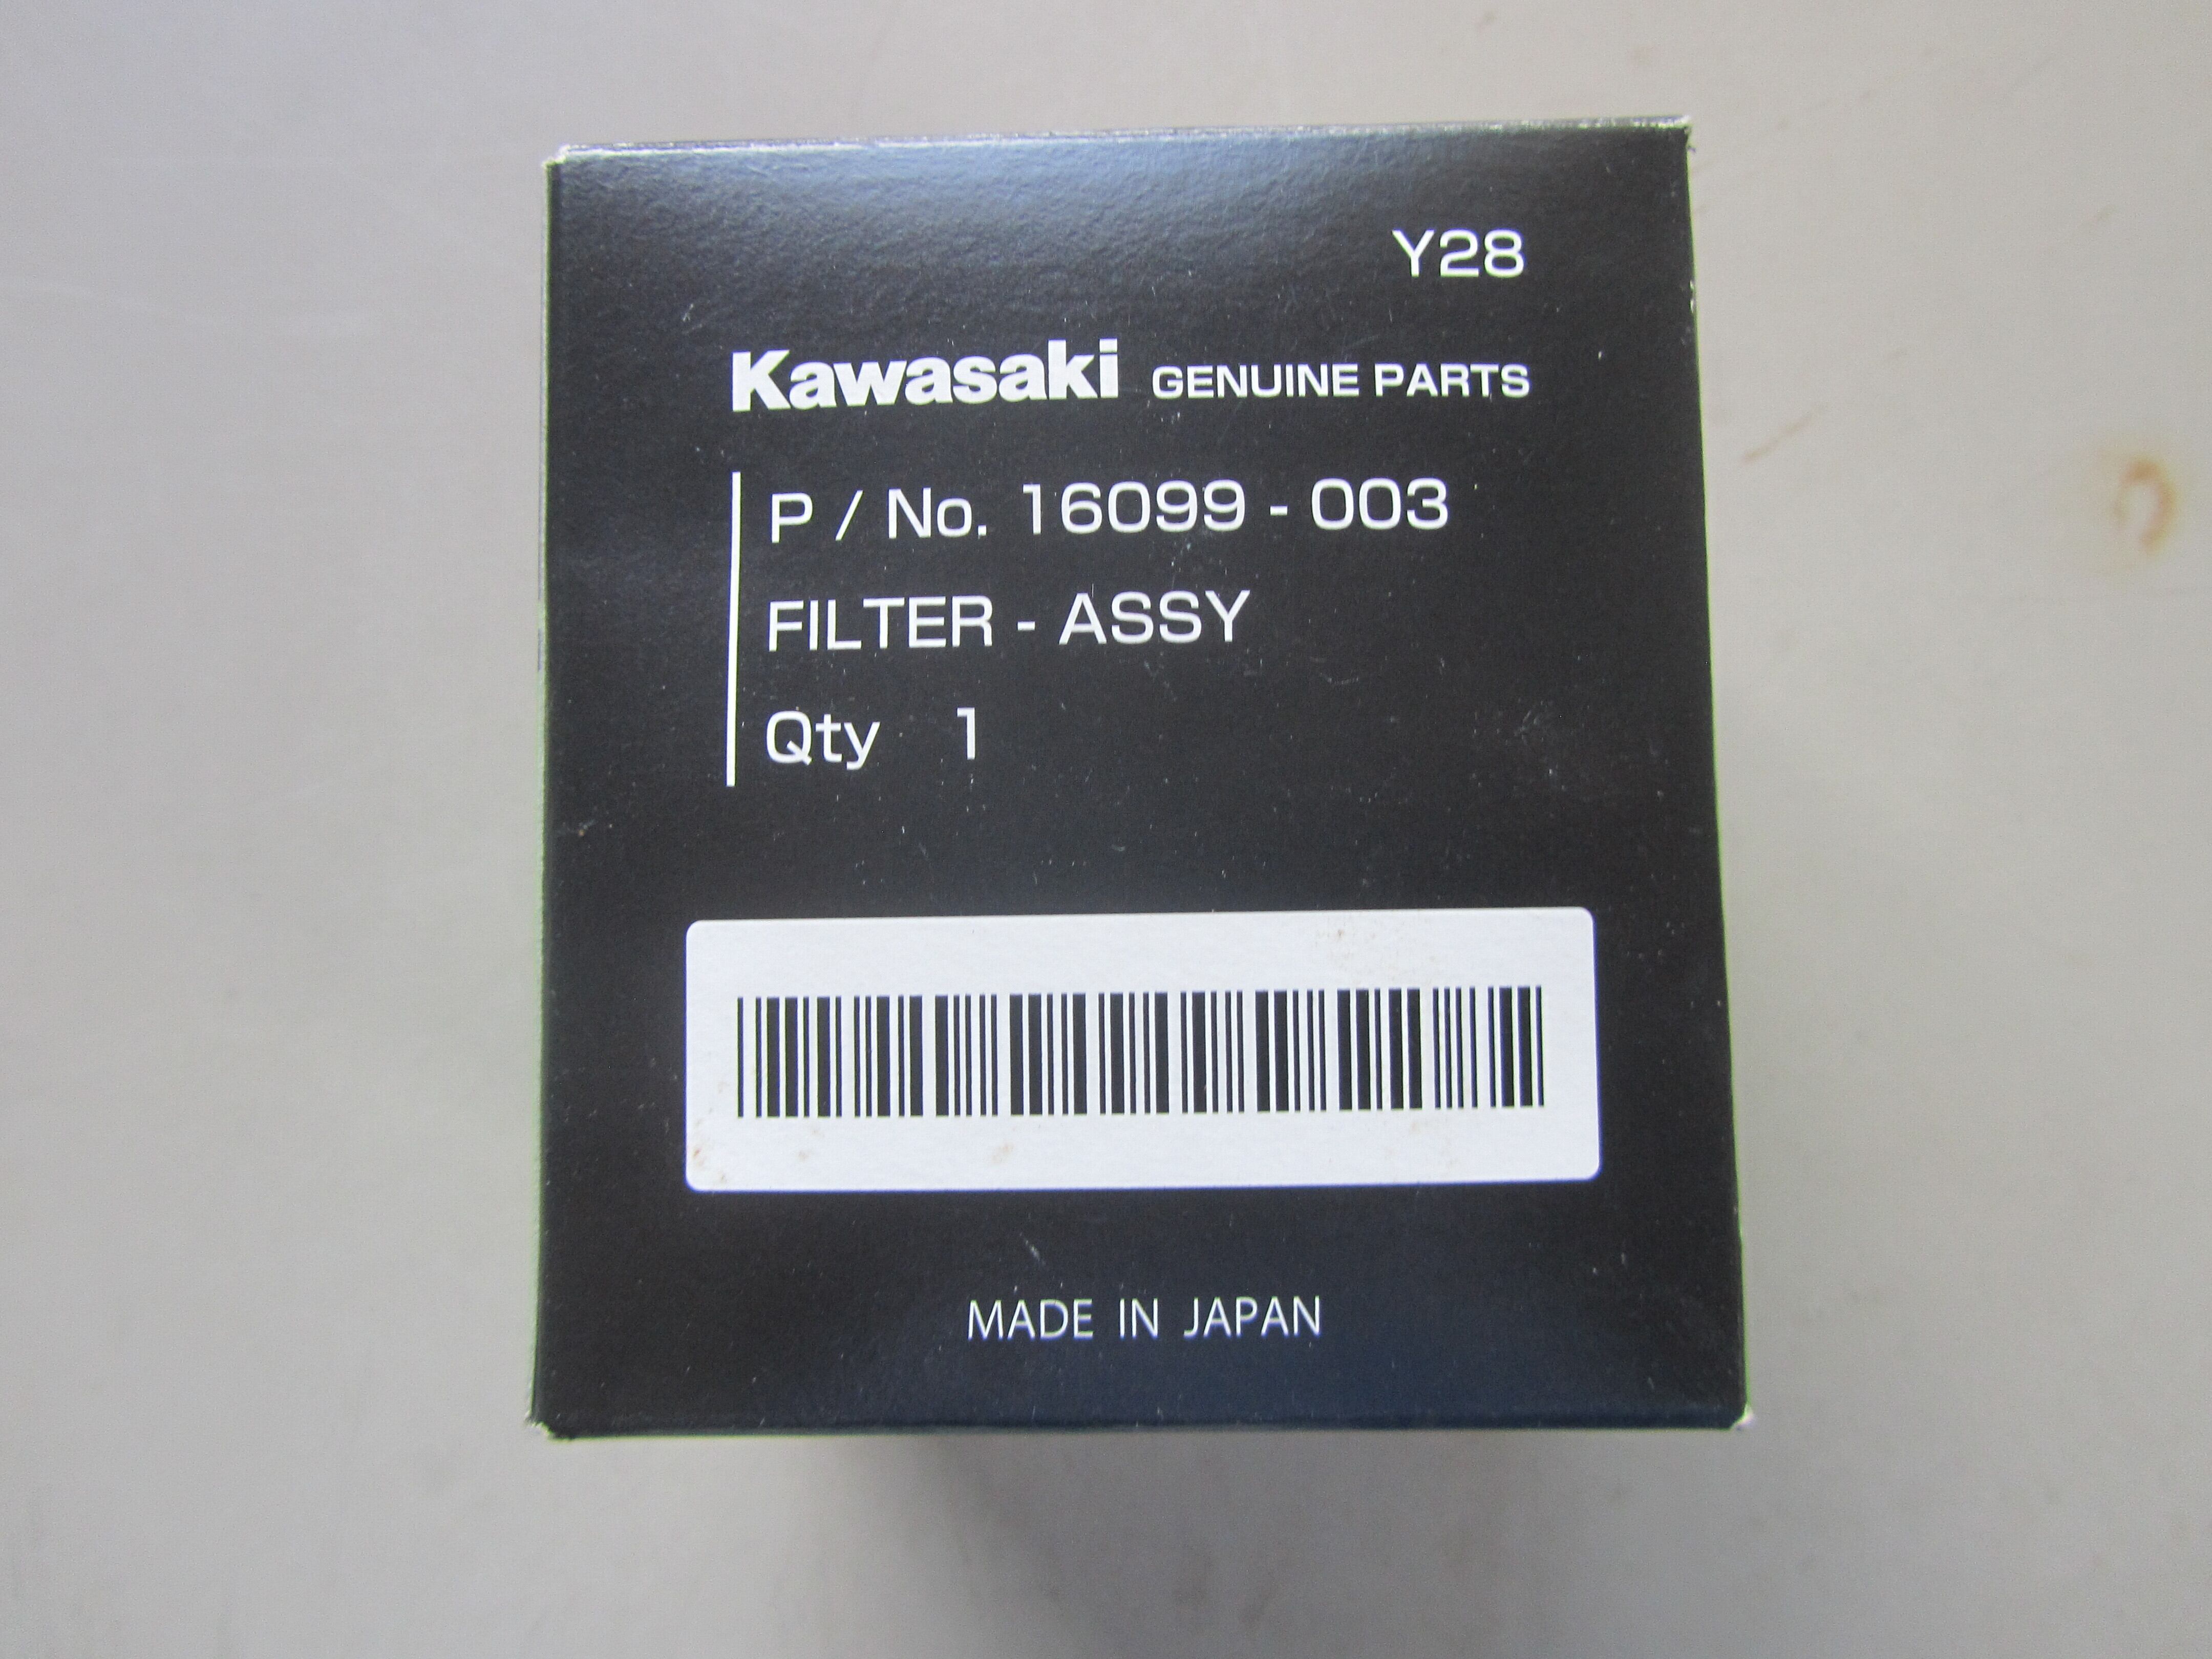 Y28
Kawasaki GENUINE PARTS
P / No. 16099 - 003
FILTER - ASSY
Qty 1
MADE IN JAPAN